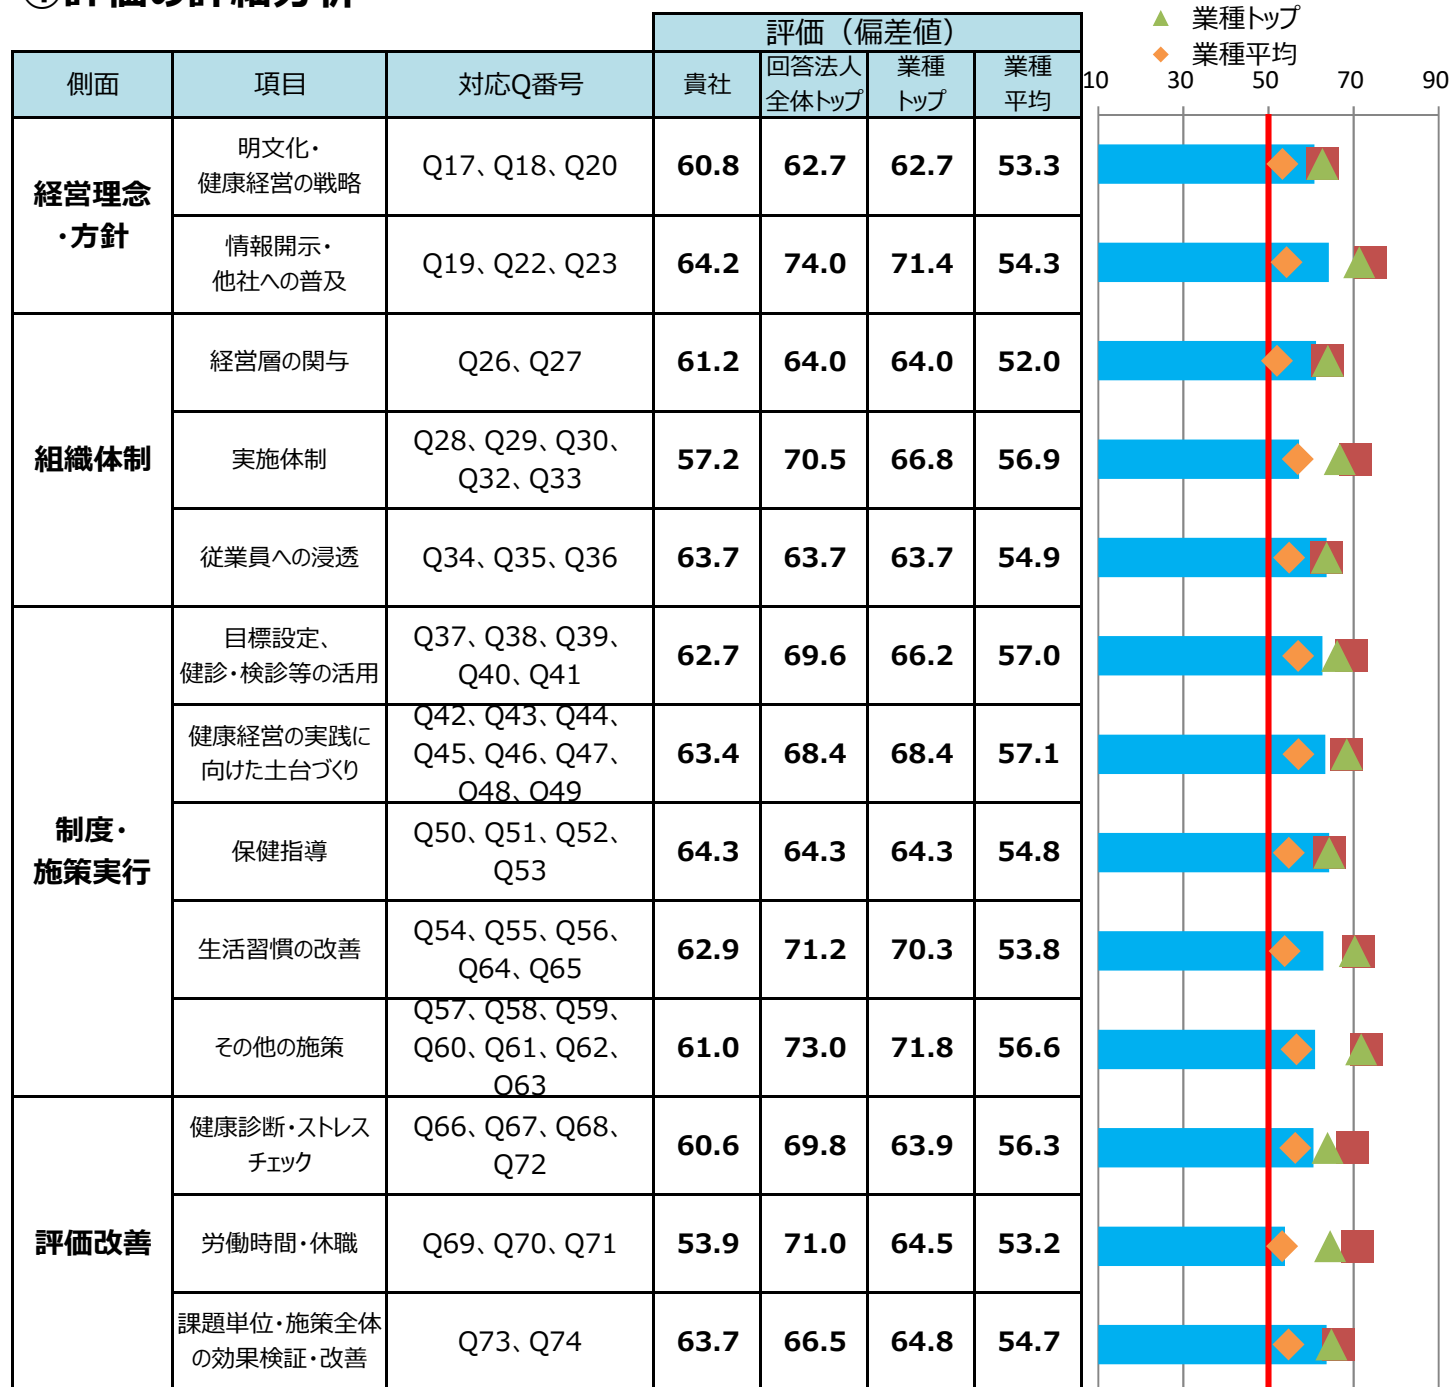 ①評価の詳細分析
▲ 業種トップ
◆ 業種平均
評価（偏差値）
側面 項目 対応Q番号 貴社 回答法人 全体トップ 業種 トップ 業種 平均
10 30 50 70 90
経営理念
・方針
明文化・
健康経営の戦略
Q17、Q18、Q20
60.8 62.7 62.7 53.3
情報開示・
他社への普及
Q19、Q22、Q23
64.2 74.0 71.4 54.3
組織体制
経営層の関与
Q26、Q27
61.2 64.0 64.0 52.0
実施体制
Q28、Q29、Q30、
Q32、Q33
57.2 70.5 66.8 56.9
従業員への浸透
Q34、Q35、Q36
63.7 63.7 63.7 54.9
制度・
施策実行
目標設定、
健診・検診等の活用
Q37、Q38、Q39、
Q40、Q41
62.7 69.6 66.2 57.0
健康経営の実践に
向けた土台づくり
Q42、Q43、Q44、
Q45、Q46、Q47、
Q48、Q49
63.4 68.4 68.4 57.1
保健指導
Q50、Q51、Q52、
Q53
64.3 64.3 64.3 54.8
生活習慣の改善
Q54、Q55、Q56、
Q64、Q65
62.9 71.2 70.3 53.8
その他の施策
Q57、Q58、Q59、
Q60、Q61、Q62、
Q63
61.0 73.0 71.8 56.6
評価改善
健康診断・ストレス
チェック
Q66、Q67、Q68、
Q72
60.6 69.8 63.9 56.3
労働時間・休職
Q69、Q70、Q71
53.9 71.0 64.5 53.2
課題単位・施策全体
の効果検証・改善
Q73、Q74
63.7 66.5 64.8 54.7